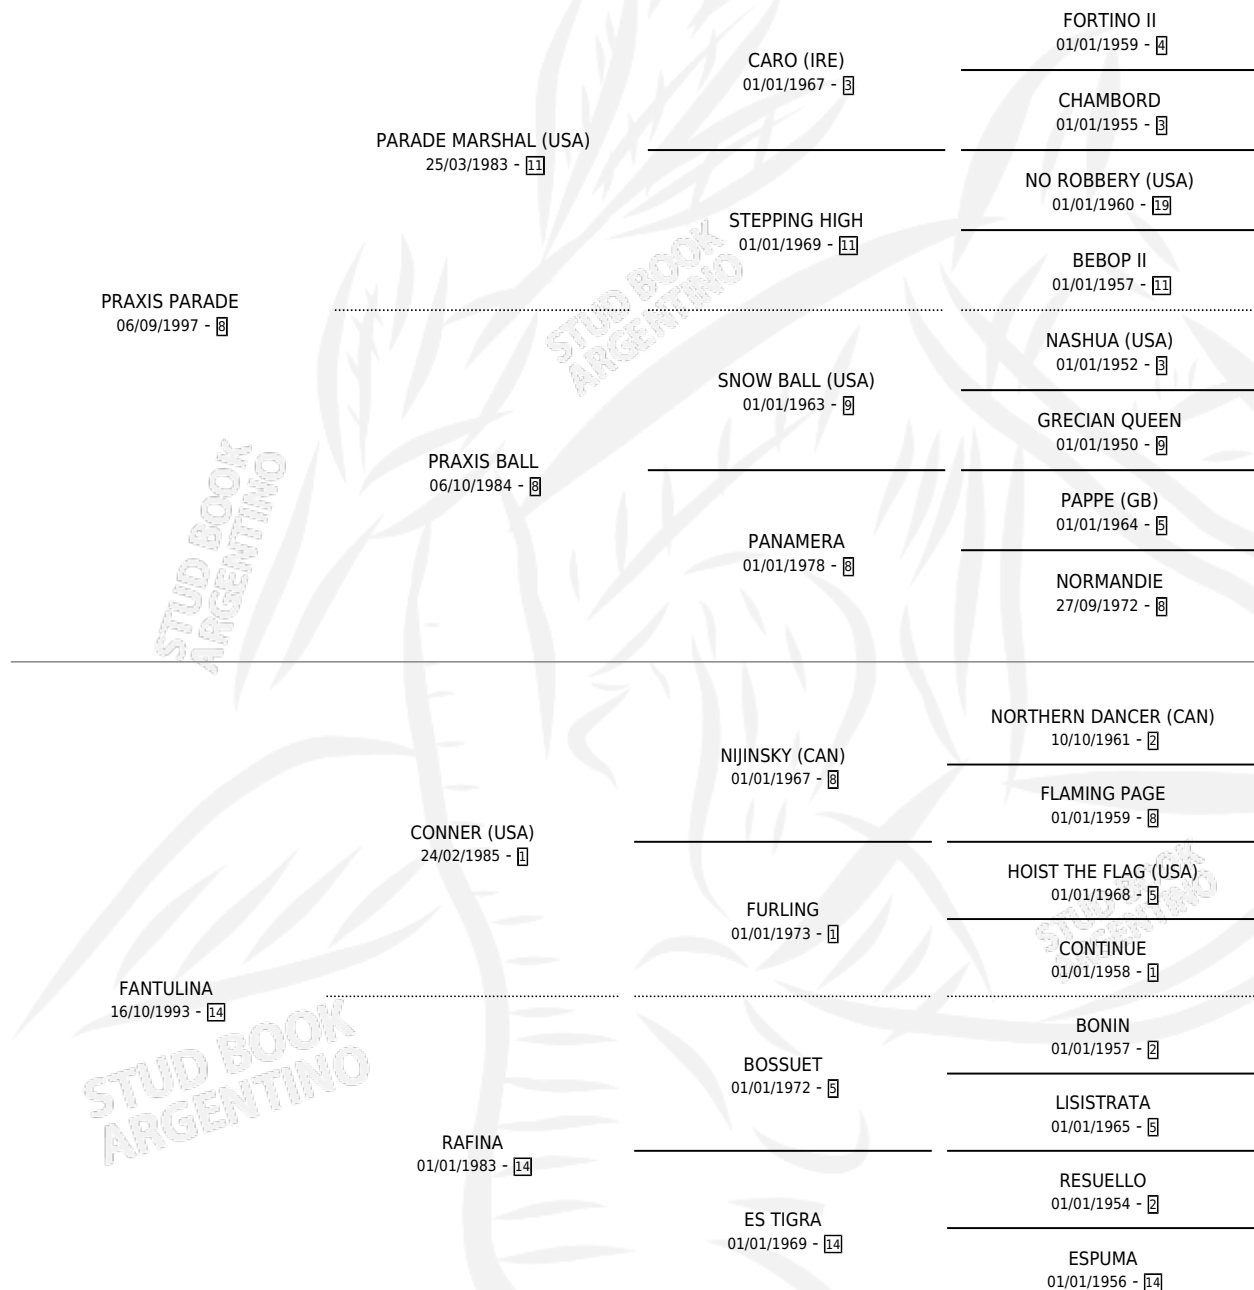 FORTINO II
01/01/1959 - 4
CARO (IRE)
01/01/1967 - 3
CHAMBORD
01/01/1955 - 3
PARADE MARSHAL (USA)
25/03/1983 - 11
NO ROBBERY (USA)
01/01/1960 - 19
STEPPING HIGH
01/01/1969 - 11
BEBOP II
01/01/1957 - 11
PRAXIS PARADE
06/09/1997 - 8
NASHUA (USA)
01/01/1952 - 3
SNOW BALL (USA)
01/01/1963 - 9
GRECIAN QUEEN
01/01/1950 - 9
PRAXIS BALL
06/10/1984 - 8
PAPPE (GB)
01/01/1964 - 5
PANAMERA
01/01/1978 - 8
NORMANDIE
27/09/1972 - 8
NORTHERN DANCER (CAN)
10/10/1961 - 2
NIJINSKY (CAN)
01/01/1967 - 8
FLAMING PAGE
01/01/1959 - 8
CONNER (USA)
24/02/1985 - 1
HOIST THE FLAG (USA)
01/01/1968 - 5
FURLING
01/01/1973 - 1
CONTINUE
01/01/1958 - 1
FANTULINA
16/10/1993 - 14
BONIN
01/01/1957 - 2
BOSSUET
01/01/1972 - 5
LISISTRATA
01/01/1965 - 5
RAFINA
01/01/1983 - 14
RESUELLO
01/01/1954 - 2
ES TIGRA
01/01/1969 - 14
ESPUMA
01/01/1956 - 14
STUD BOOK
ARGENTINO
STUD BOOK
ARGENTINO
STUD BOOK
ARGENTINO
STUD BOOK
ARGENTINO